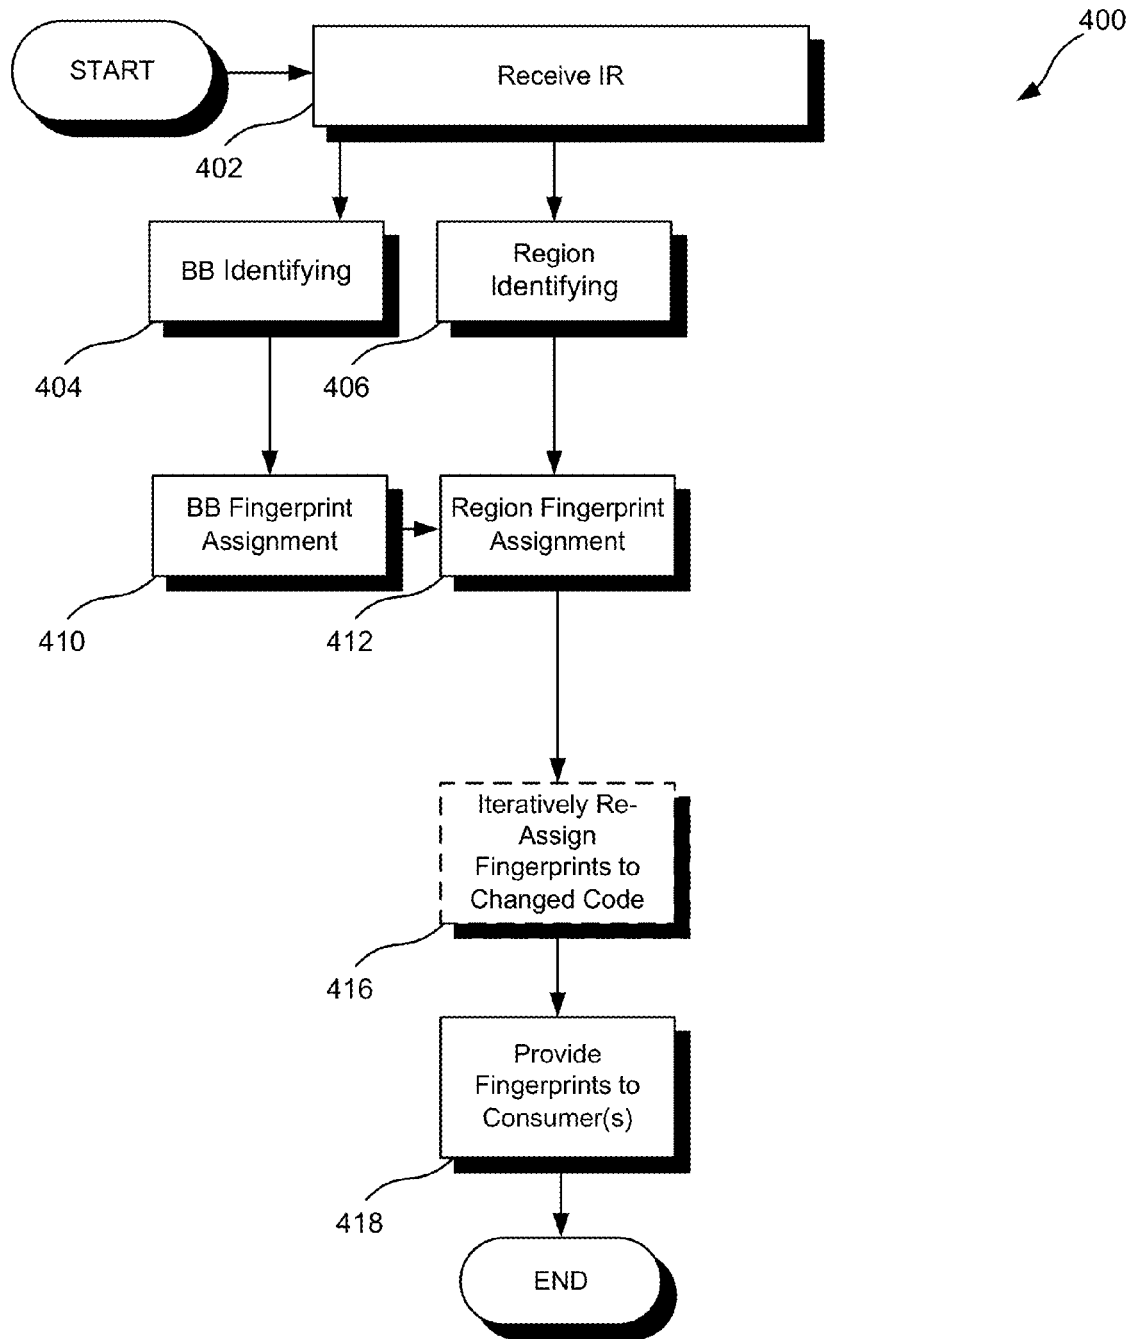 400
START
Receive IR
402
BB Identifying
Region
Identifying
404
406
BB Fingerprint
Assignment
Region Fingerprint
Assignment
410
412
Iteratively Re-
Assign
Fingerprints to
Changed Code
416
Provide
Fingerprints to
Consumer(s)
418
END